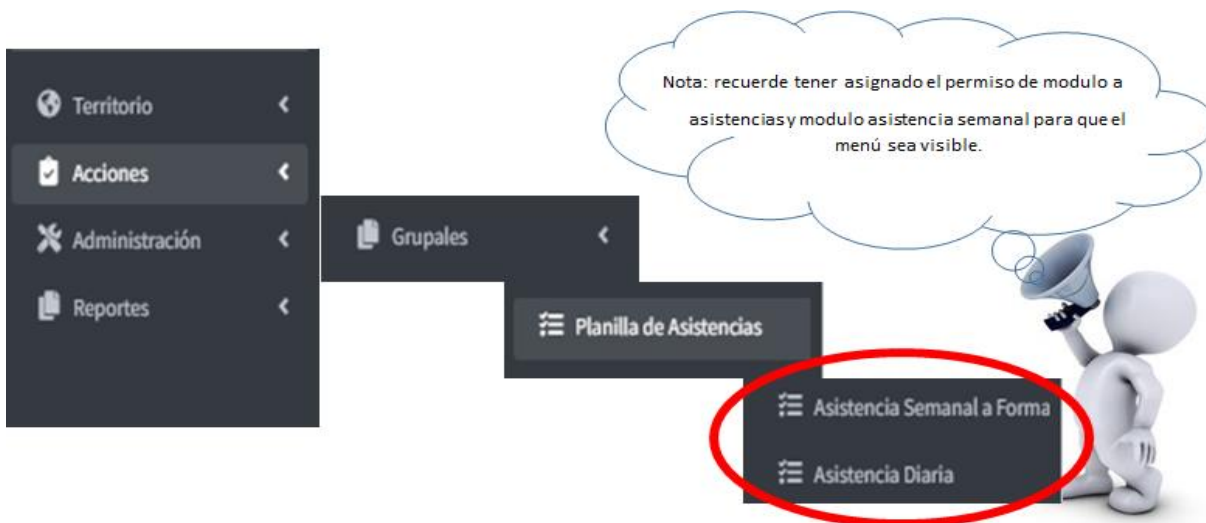 Nota: recuerde tener asignado el permiso de modulo a
asistencias y modulo asistencia semanal para que el
menú sea visible.
Territorio
Acciones
Administración
Reportes
Grupales
Planilla de Asistencias
Asistencia Semanal a Forma
Asistencia Diaria